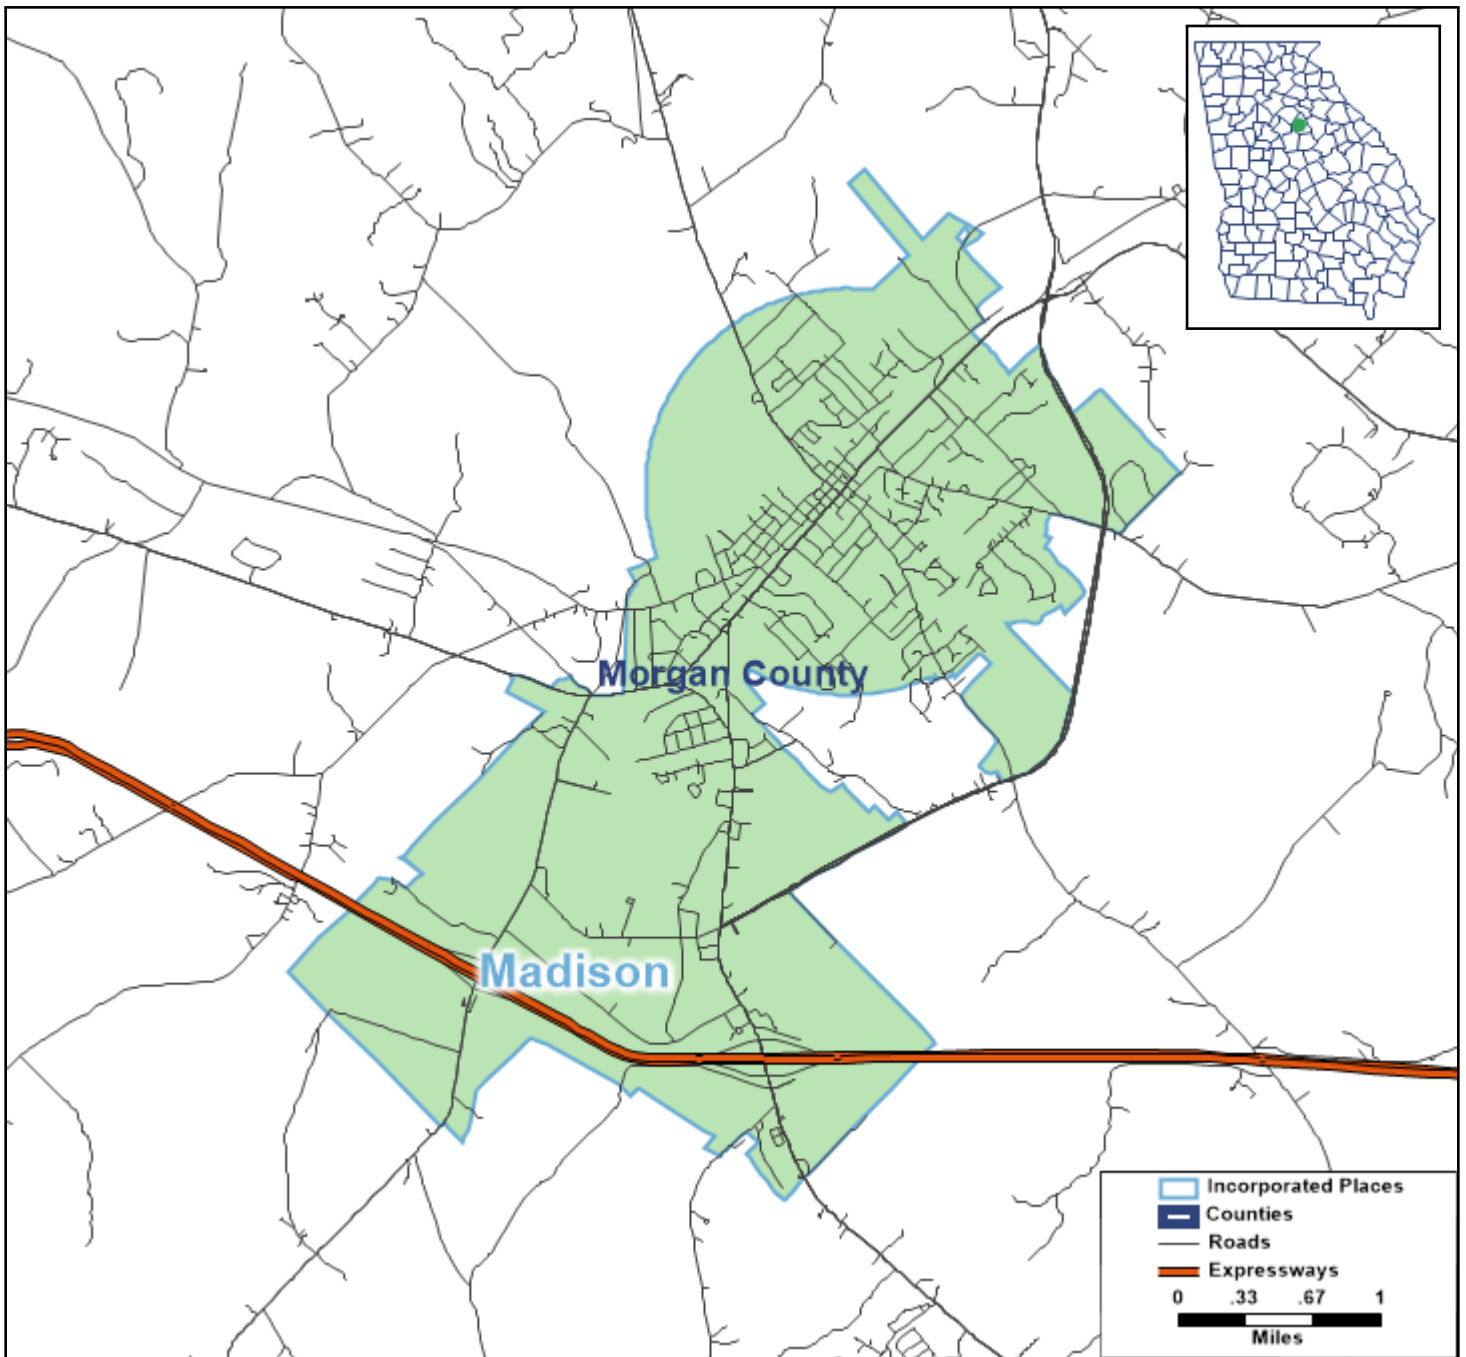 Morgan County
Madison
Incorporated Places
Counties
Roads
Expressways
0 .33 .67 1
Miles